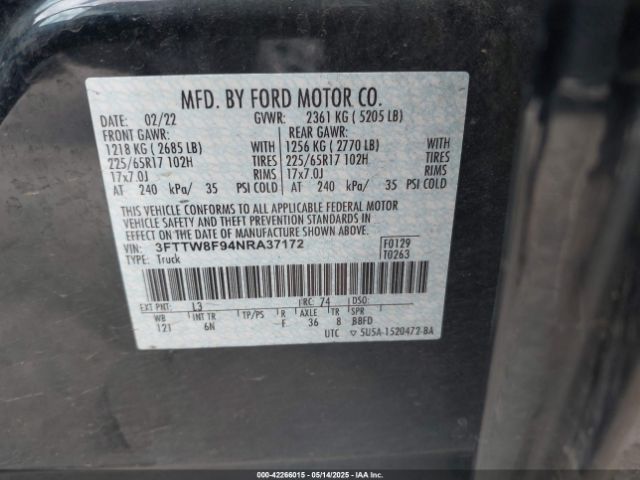 MFD. BY FORD MOTOR CO.
DATE: 02/22 GVWR: 2361 KG ( 5205 LB)
FRONT GAWR: REAR GAWR:
1218 KG ( 2685 LB) WITH 1256 KG ( 2770 LB) WITH
225/65R17 102H TIRES 225/65R17 102H TIRES
17x7.0J RIMS 17x7.0J RIMS
AT 240 kPa/ 35 PSI COLD AT 240 kPa/ 35 PSI COLD
THIS VEHICLE CONFORMS TO ALL APPLICABLE FEDERAL MOTOR
VEHICLE SAFETY AND THEFT PREVENTION STANDARDS IN
EFFECT ON THE DATE OF MANUFACTURE SHOWN ABOVE.
VIN: 3FTTW8F94NRA37172 F0129
TYPE: Truck T0263
EXT PNT: L3 RC: 74 DSO:
WB INT TR TP/PS R AXLE TR SPR
121 6N F 36 8 BBFD
UTC 5U5A-1520472-BA
000-42266015 - 05/14/2025 - IAAI.COM